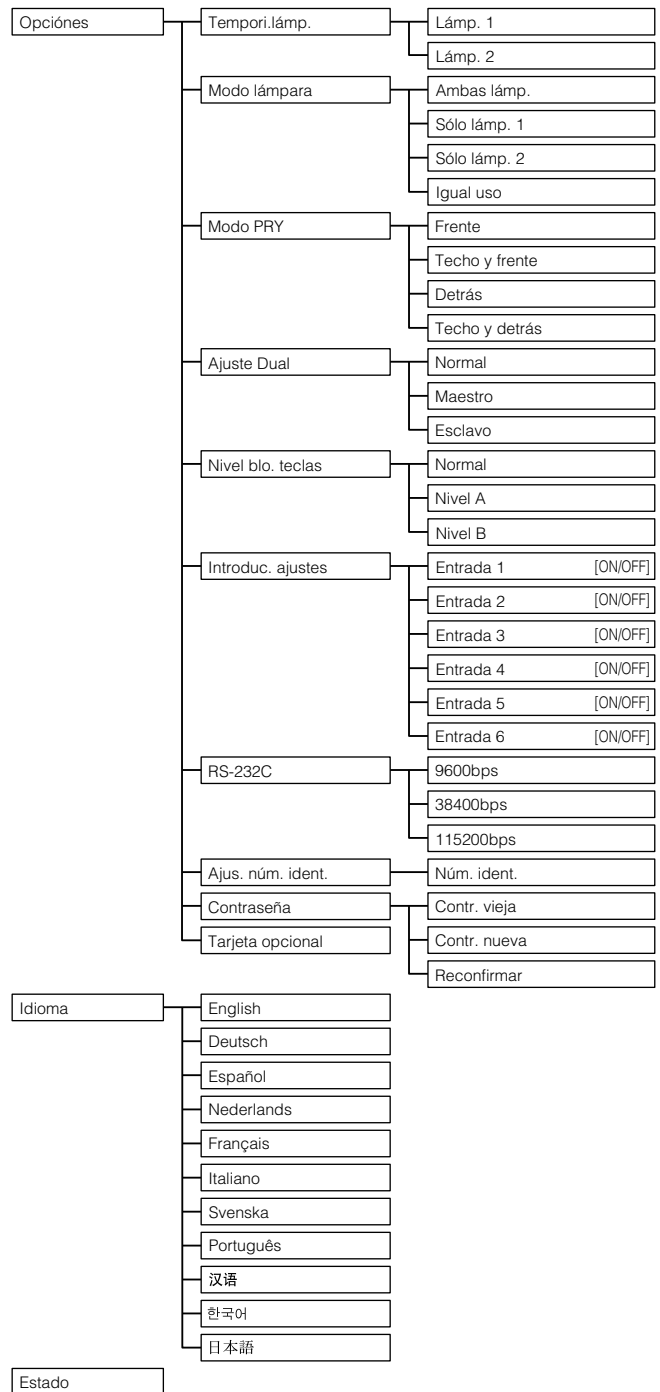 Opciónes Tempori.lámp. Lámp. 1
Lámp. 2
Modo lámpara Ambas lámp.
Sólo lámp. 1
Sólo lámp. 2
Igual uso
Modo PRY Frente
Techo y frente
Detrás
Techo y detrás
Ajuste Dual Normal
Maestro
Esclavo
Nivel blo. teclas Normal
Nivel A
Nivel B
Introduc. ajustes Entrada 1 [ON/OFF]
Entrada 2 [ON/OFF]
Entrada 3 [ON/OFF]
Entrada 4 [ON/OFF]
Entrada 5 [ON/OFF]
Entrada 6 [ON/OFF]
RS-232C 9600bps
38400bps
115200bps
Ajus. núm. ident. Núm. ident.
Contraseña Contr. vieja
Tarjeta opcional Contr. nueva
Reconfirmar
Idioma English
Deutsch
Español
Nederlands
Français
Italiano
Svenska
Português
汉语
한국어
日本語
Estado